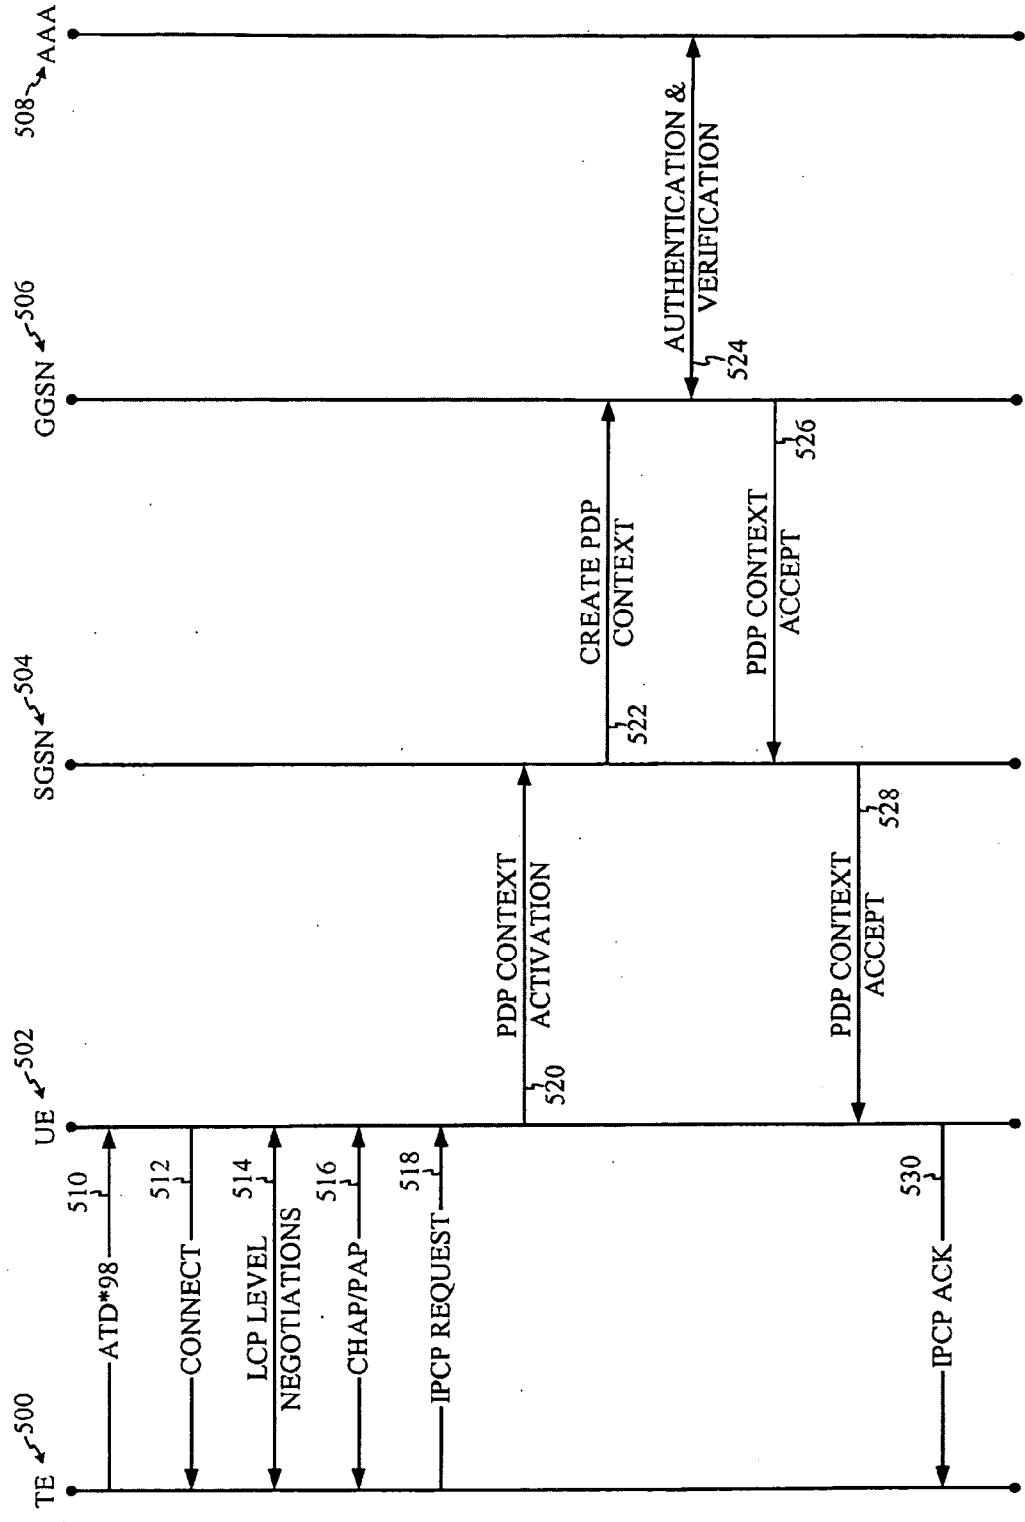 TE 500
UE 502
SGSN 504
GGSN 506
508 AAA
510
ATD*98
512
CONNECT
514
LCP LEVEL
NEGOTIATIONS
516
CHAP/PAP
518
IPCP REQUEST
PDP CONTEXT
ACTIVATION
520
CREATE PDP
CONTEXT
522
AUTHENTICATION &
VERIFICATION
524
526
PDP CONTEXT
ACCEPT
528
PDP CONTEXT
ACCEPT
530
IPCP ACK